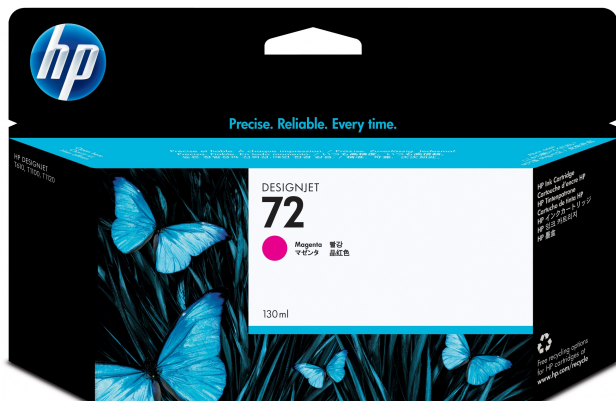 hp
Precise. Reliable. Every time.
HP DESIGNJET
T610, T1100, T1120
DESIGNJET
72
Magenta 빨강
マゼンタ 品紅色
130 ml
HP Ink Cartridge
Cartouche d'encre HP
HP Tintenpatrone
Cartucho de tinta HP
HP インクカートリッジ
HP 잉크 카트리지
HP 墨盒
Free recycling options
for HP cartridges at
www.hp.com/recycle